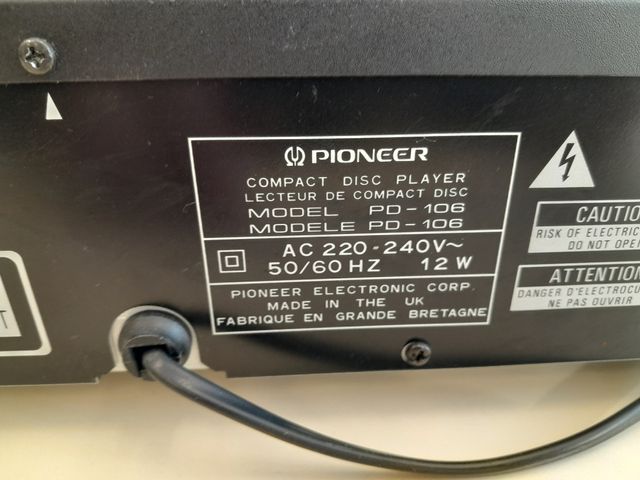 PIONEER
COMPACT DISC PLAYER
LECTEUR DE COMPACT DISC
MODEL PD-106
MODELE PD-106
AC 220-240V~
50/60 HZ 12 W
PIONEER ELECTRONIC CORP.
MADE IN THE UK
FABRIQUE EN GRANDE BRETAGNE
CAUTIO
RISK OF ELECTRIC
DO NOT OPE
ATTENTION
DANGER D'ELECTROCU
NE PAS OUVRIR
T